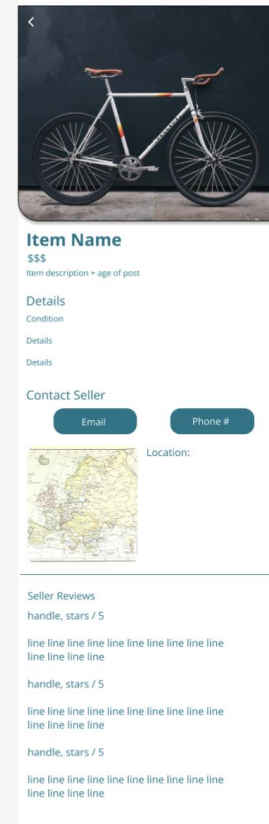 Item Name
$$$
Item description + age of post
Details
Condition
Details
Details
Contact Seller
Email
Phone #
Location:
Seller Reviews
handle, stars / 5
line line line line line line line line line line
line line line line
handle, stars / 5
line line line line line line line line line line
line line line line
handle, stars / 5
line line line line line line line line line line
line line line line